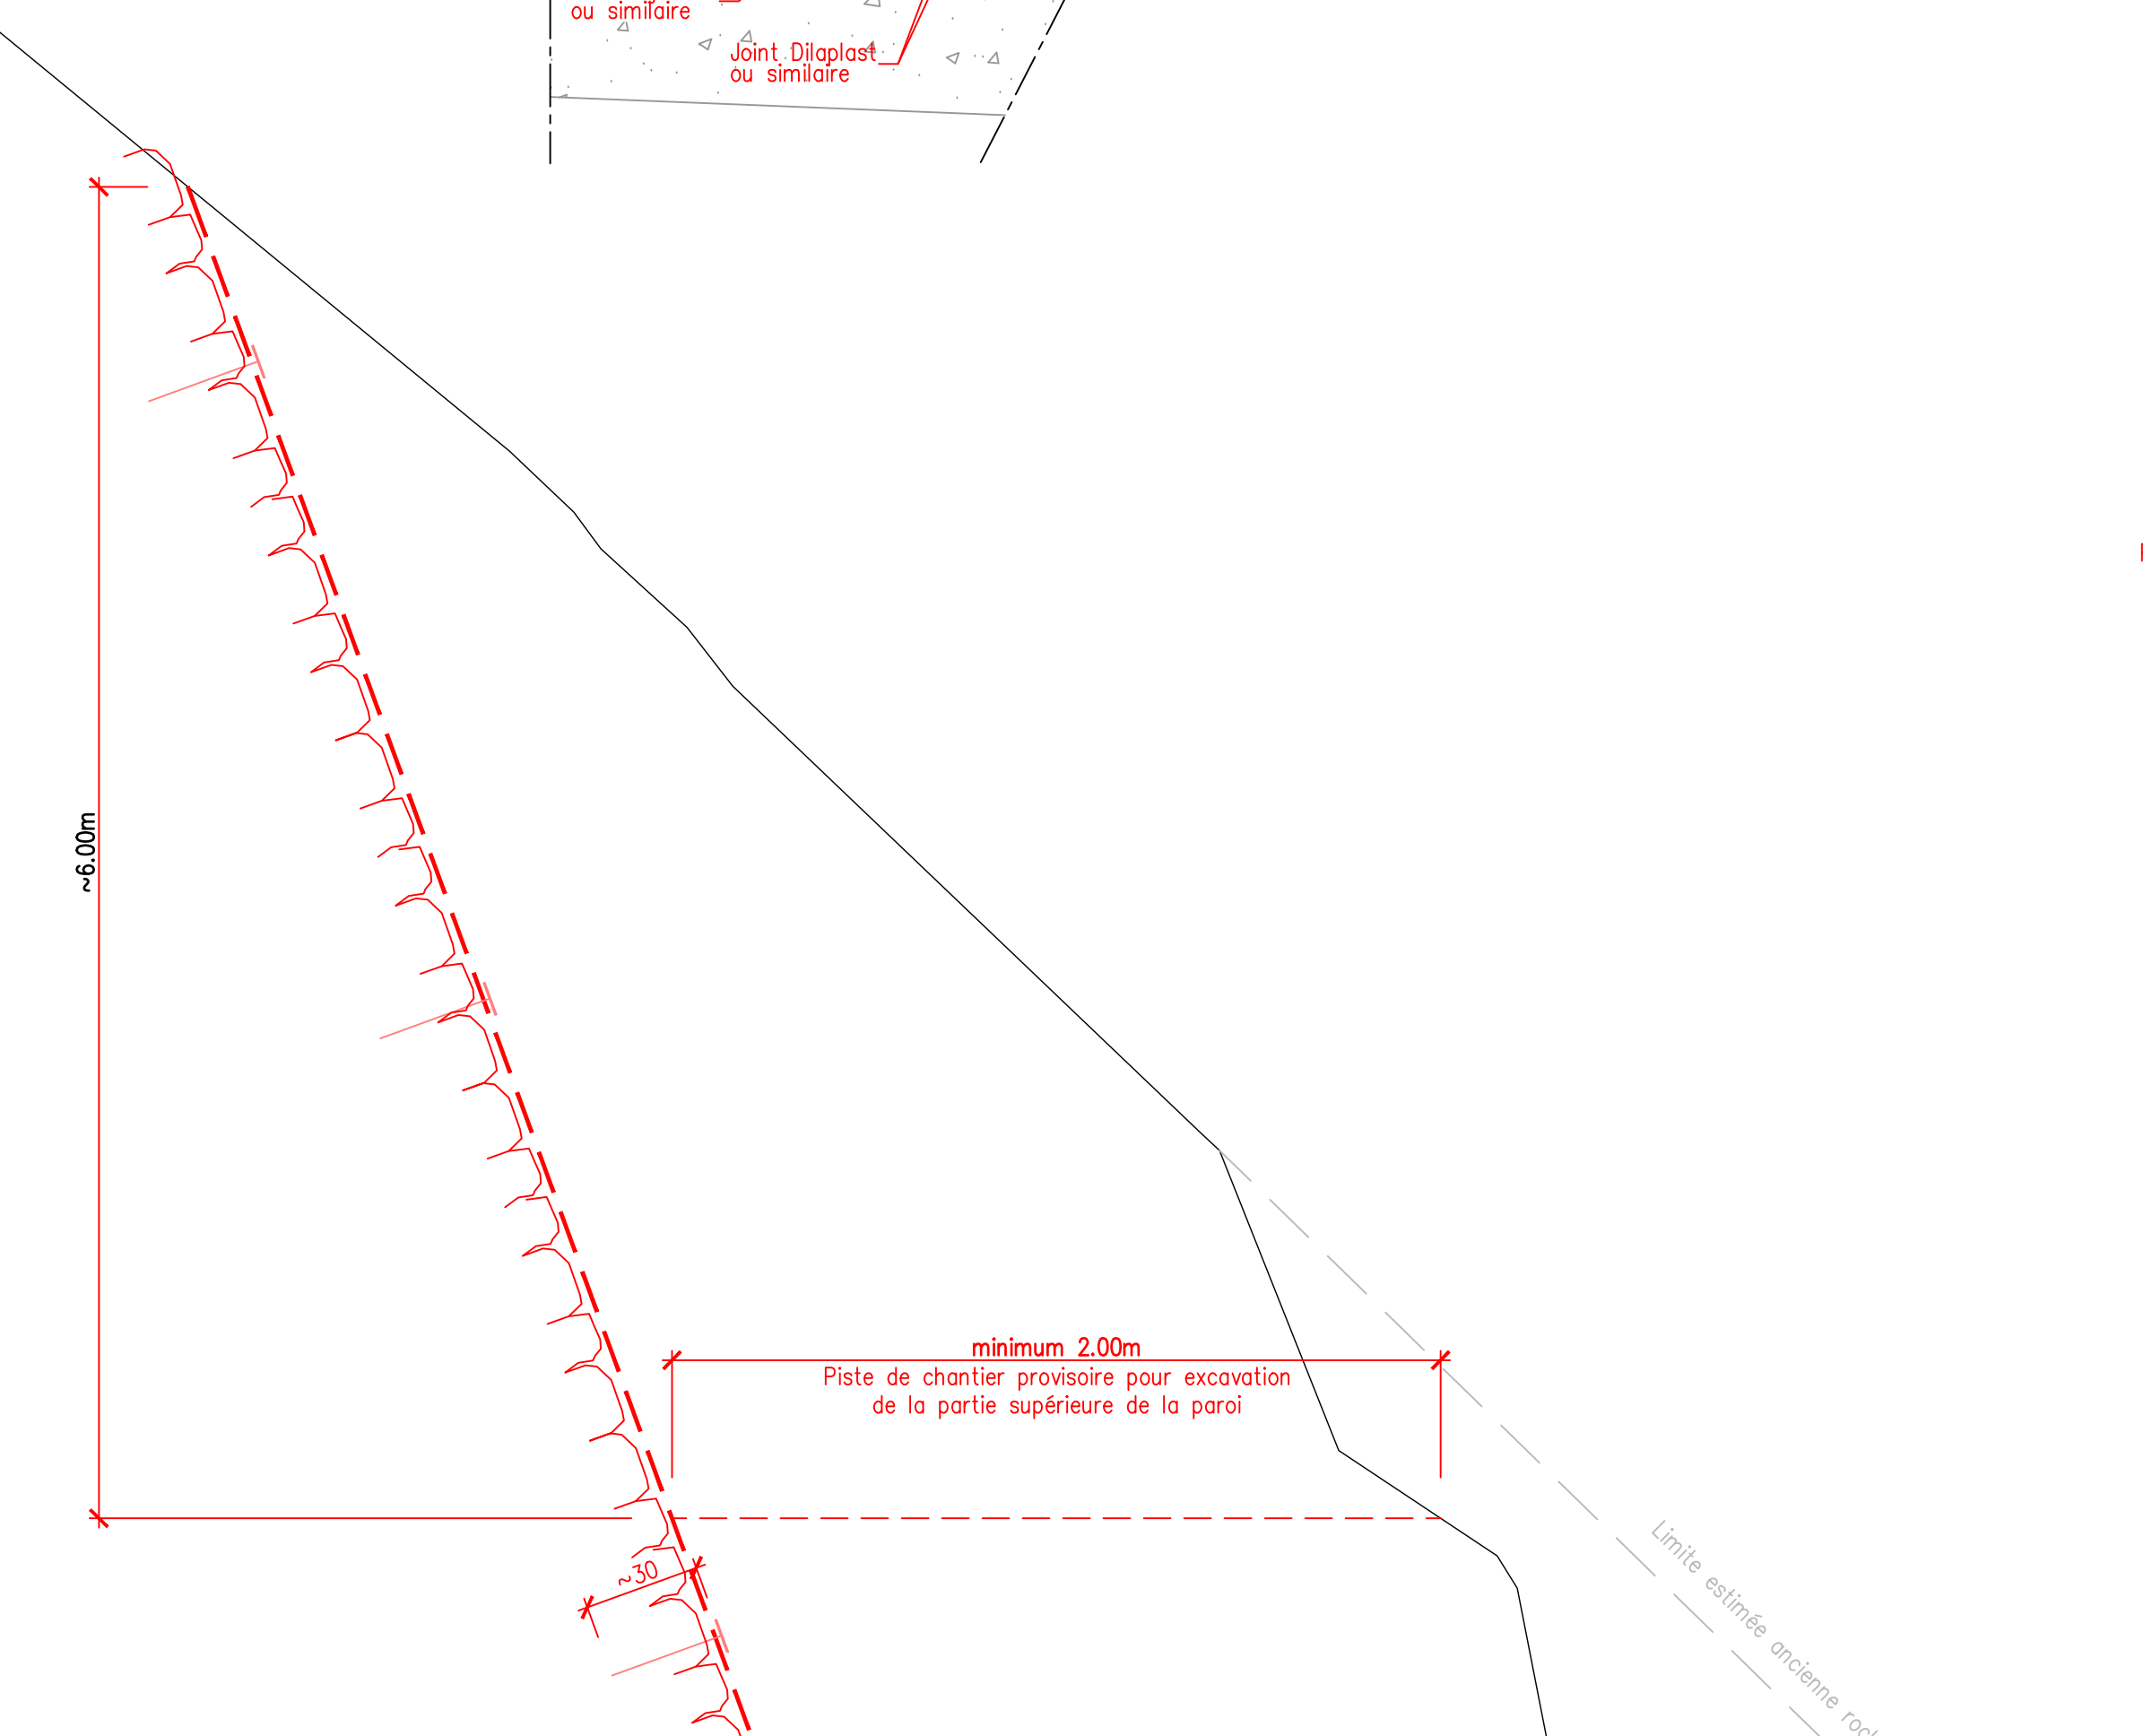 ou similaire
Joint Dilaplast
ou similaire
~6.00m
minimum 2.00m
Piste de chantier provisoire pour excavation
de la partie supérieure de la paroi
~30
Limite estimée ancienne